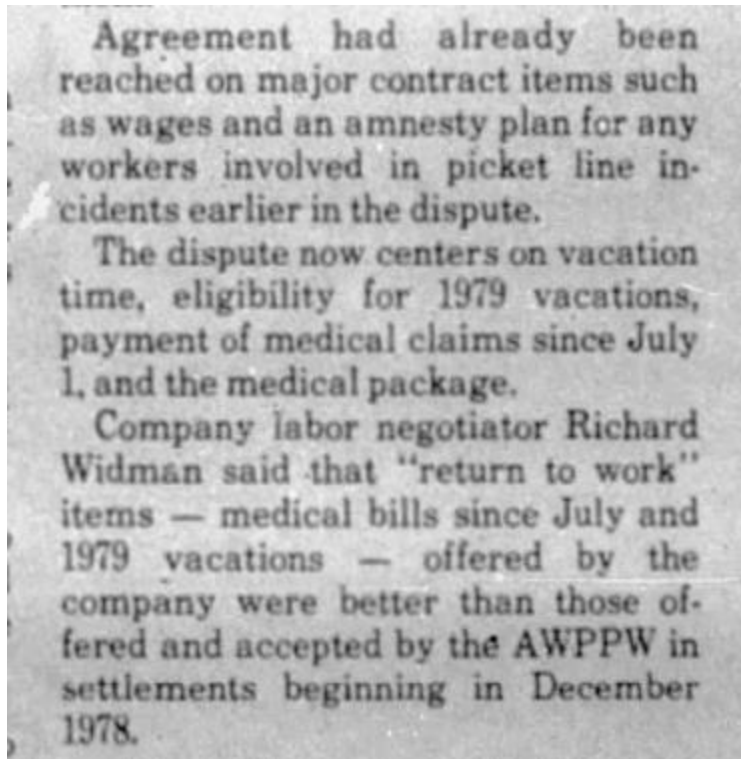 Agreement had already been
reached on major contract items such
as wages and an amnesty plan for any
workers involved in picket line in-
cidents earlier in the dispute.
The dispute now centers on vacation
time, eligibility for 1979 vacations,
payment of medical claims since July
1, and the medical package.
Company labor negotiator Richard
Widman said that “return to work”
items — medical bills since July and
1979 vacations — offered by the
company were better than those of-
fered and accepted by the AWPPW in
settlements beginning in December
1978.